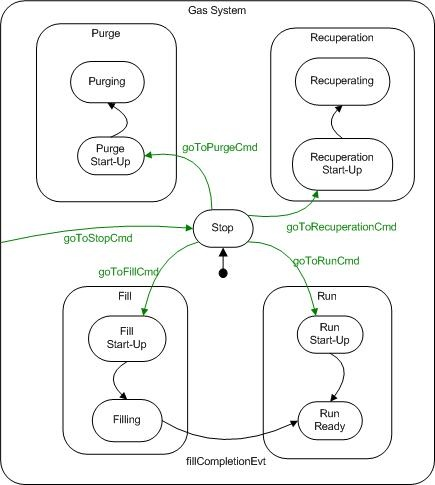 Gas System
Purge
Recuperation
Purging
Recuperating
Purge
Start-Up
goToPurgeCmd
Recuperation
Start-Up
Stop
goToRecuperationCmd
goToStopCmd
goToFillCmd
goToRunCmd
Fill
Run
Fill
Start-Up
Run
Start-Up
Filling
Run
Ready
fillCompletionEvt